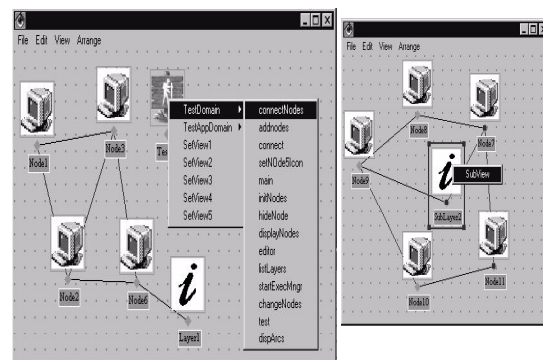 File Edit View Arrange
Node1
Node3
Tes
TestDomain
TestAppDomain
SetView1
SetView2
SetView3
SetView4
SetView5
connectNodes
addnodes
connect
setNOde5Icon
main
initNodes
hideNode
displayNodes
editor
listLayers
startExecMngr
changeNodes
test
dispArcs
Node2
Node6
Layer1
File Edit View Arrange
Node8
Node7
Node9
SubView
SubLayer2
Node10
Node11